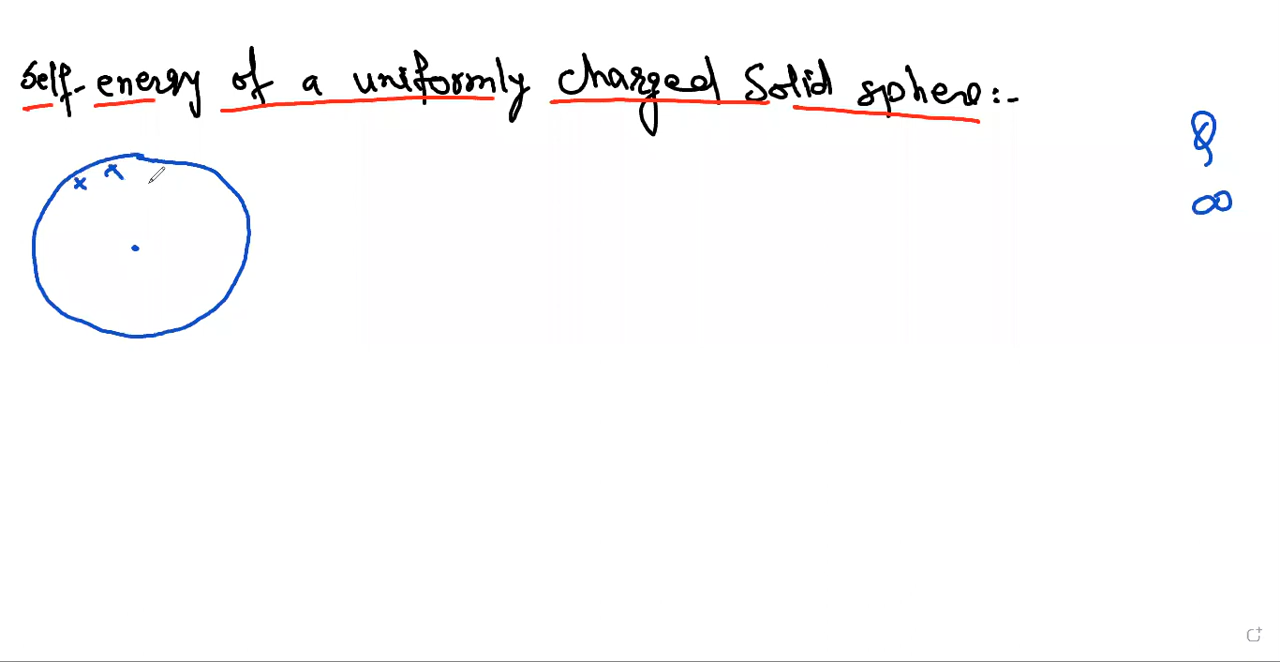 Self-energy of a uniformly charged Solid sphere:-
Q
∞